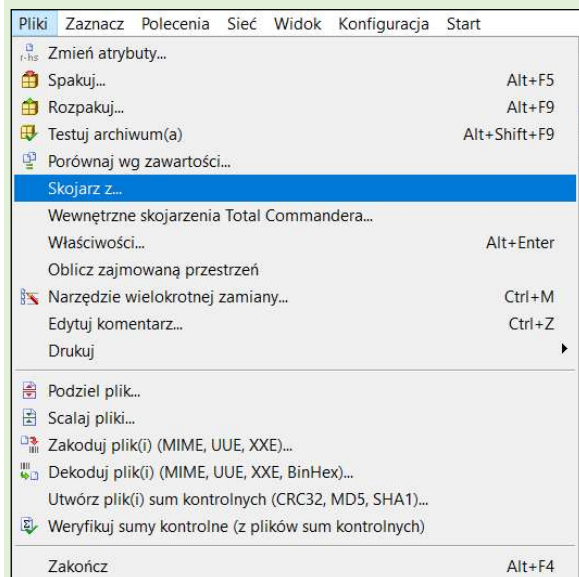 Pliki Zaznacz Polecenia Sieć Widok Konfiguracja Start
r-hs Zmień atrybuty...
Spakuj... Alt+F5
Rozpakuj... Alt+F9
Testuj archiwum(a) Alt+Shift+F9
Porównaj wg zawartości...
Skojarz z...
Wewnętrzne skojarzenia Total Commandera...
Właściwości... Alt+Enter
Oblicz zajmowaną przestrzeń
Narzędzie wielokrotnej zamiany... Ctrl+M
Edytuj komentarz... Ctrl+Z
Drukuj
Podziel plik...
Scalaj pliki...
Zakoduj plik(i) (MIME, UUE, XXE)...
Dekoduj plik(i) (MIME, UUE, XXE, BinHex)...
Utwórz plik(i) sum kontrolnych (CRC32, MD5, SHA1)...
Weryfikuj sumy kontrolne (z plików sum kontrolnych)
Zakończ Alt+F4